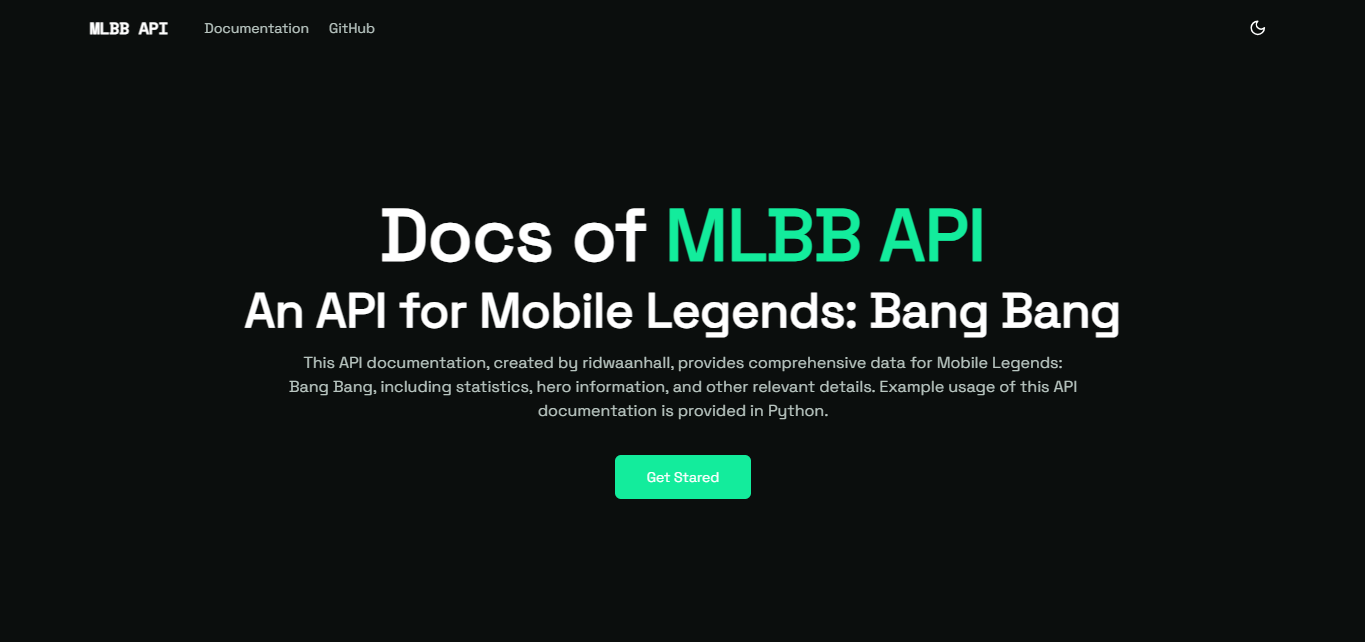 MLBB API
Documentation
GitHub
Docs of MLBB API
An API for Mobile Legends: Bang Bang
This API documentation, created by ridwaanhall, provides comprehensive data for Mobile Legends:
Bang Bang, including statistics, hero information, and other relevant details. Example usage of this API
documentation is provided in Python.
Get Stared